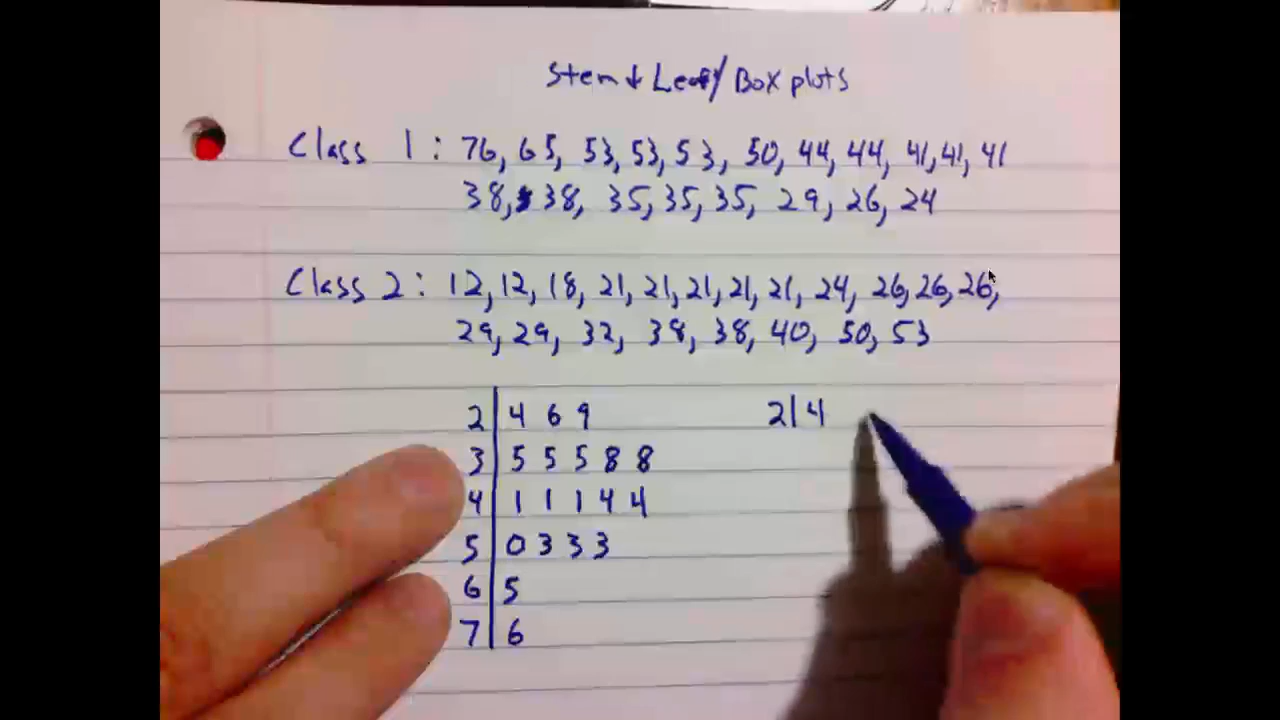 Stem & Leaf/Box plots
Class 1: 76, 65, 53, 53, 53, 50, 44, 44, 41, 41, 41
38, 38, 35, 35, 35, 29, 26, 24
Class 2: 12, 12, 18, 21, 21, 21, 21, 21, 24, 26, 26, 26,
29, 29, 32, 38, 38, 40, 50, 53
2 | 4 6 9
2 | 4
3 | 5 5 5 8 8
4 | 1 1 1 4 4
5 | 0 3 3 3
6 | 5
7 | 6